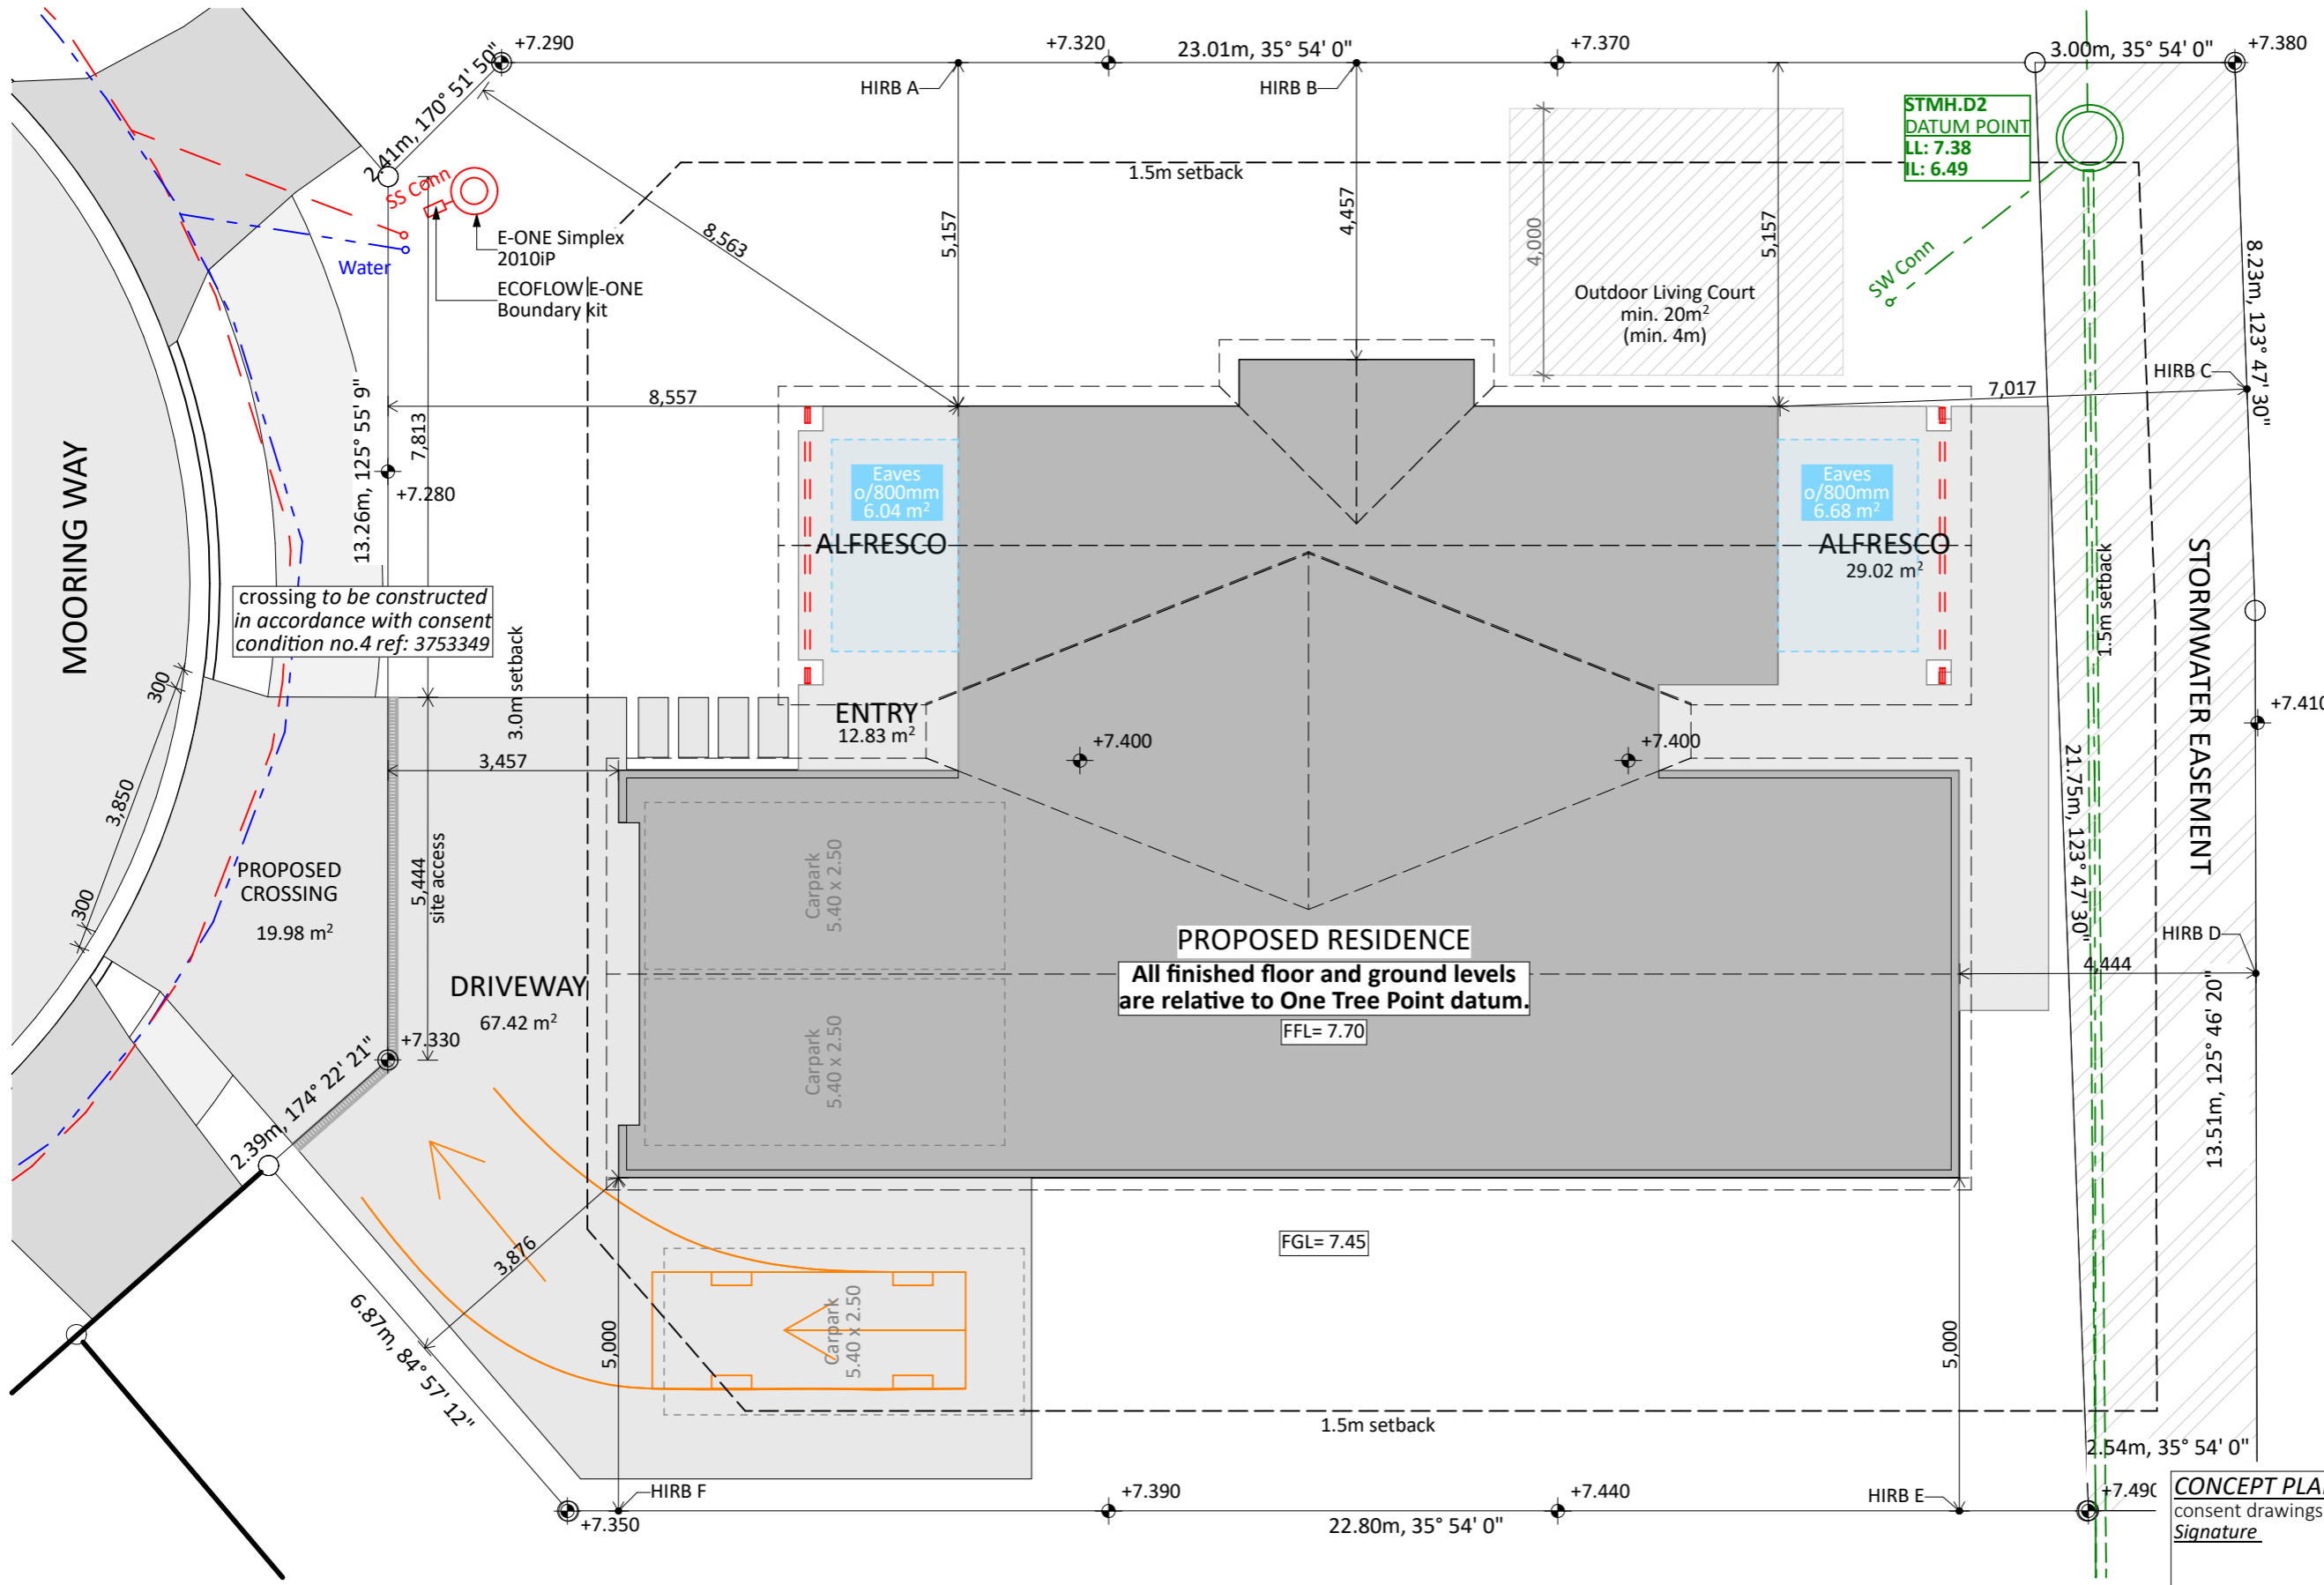 +7.290
+7.320
23.01m, 35° 54' 0"
+7.370
3.00m, 35° 54' 0"
+7.380
HIRB A
HIRB B
2.41m, 170° 51' 50"
STMH.D2
DATUM POINT
LL: 7.38
IL: 6.49
1.5m setback
SS Conn
E-ONE Simplex
2010iP
Water
ECOFLOW E-ONE
Boundary kit
8,563
5,157
4,457
4,000
5,157
Outdoor Living Court
min. 20m²
(min. 4m)
SW Conn
8.23m, 123° 47' 30"
HIRB C
7,017
8,557
7,813
13.26m, 125° 55' 9"
+7.280
MOORING WAY
Eaves
o/800mm
6.04 m²
ALFRESCO
Eaves
o/800mm
6.68 m²
ALFRESCO
29.02 m²
1.5m setback
STORMWATER EASEMENT
crossing to be constructed
in accordance with consent
condition no.4 ref: 3753349
3.0m setback
300
3,850
300
ENTRY
12.83 m²
+7.400
+7.400
+7.410
3,457
21.75m, 123° 47' 30"
PROPOSED
CROSSING
19.98 m²
5,444
site access
Carpark
5.40 x 2.50
PROPOSED RESIDENCE
All finished floor and ground levels
are relative to One Tree Point datum.
FFL= 7.70
HIRB D
4,444
DRIVEWAY
67.42 m²
+7.330
Carpark
5.40 x 2.50
2.39m, 174° 22' 21"
13.51m, 125° 46' 20"
3,876
FGL= 7.45
Carpark
5.40 x 2.50
6.87m, 84° 57' 12"
5,000
5,000
1.5m setback
2.54m, 35° 54' 0"
HIRB F
+7.350
+7.390
22.80m, 35° 54' 0"
+7.440
HIRB E
+7.490
CONCEPT PLA
consent drawings
Signature